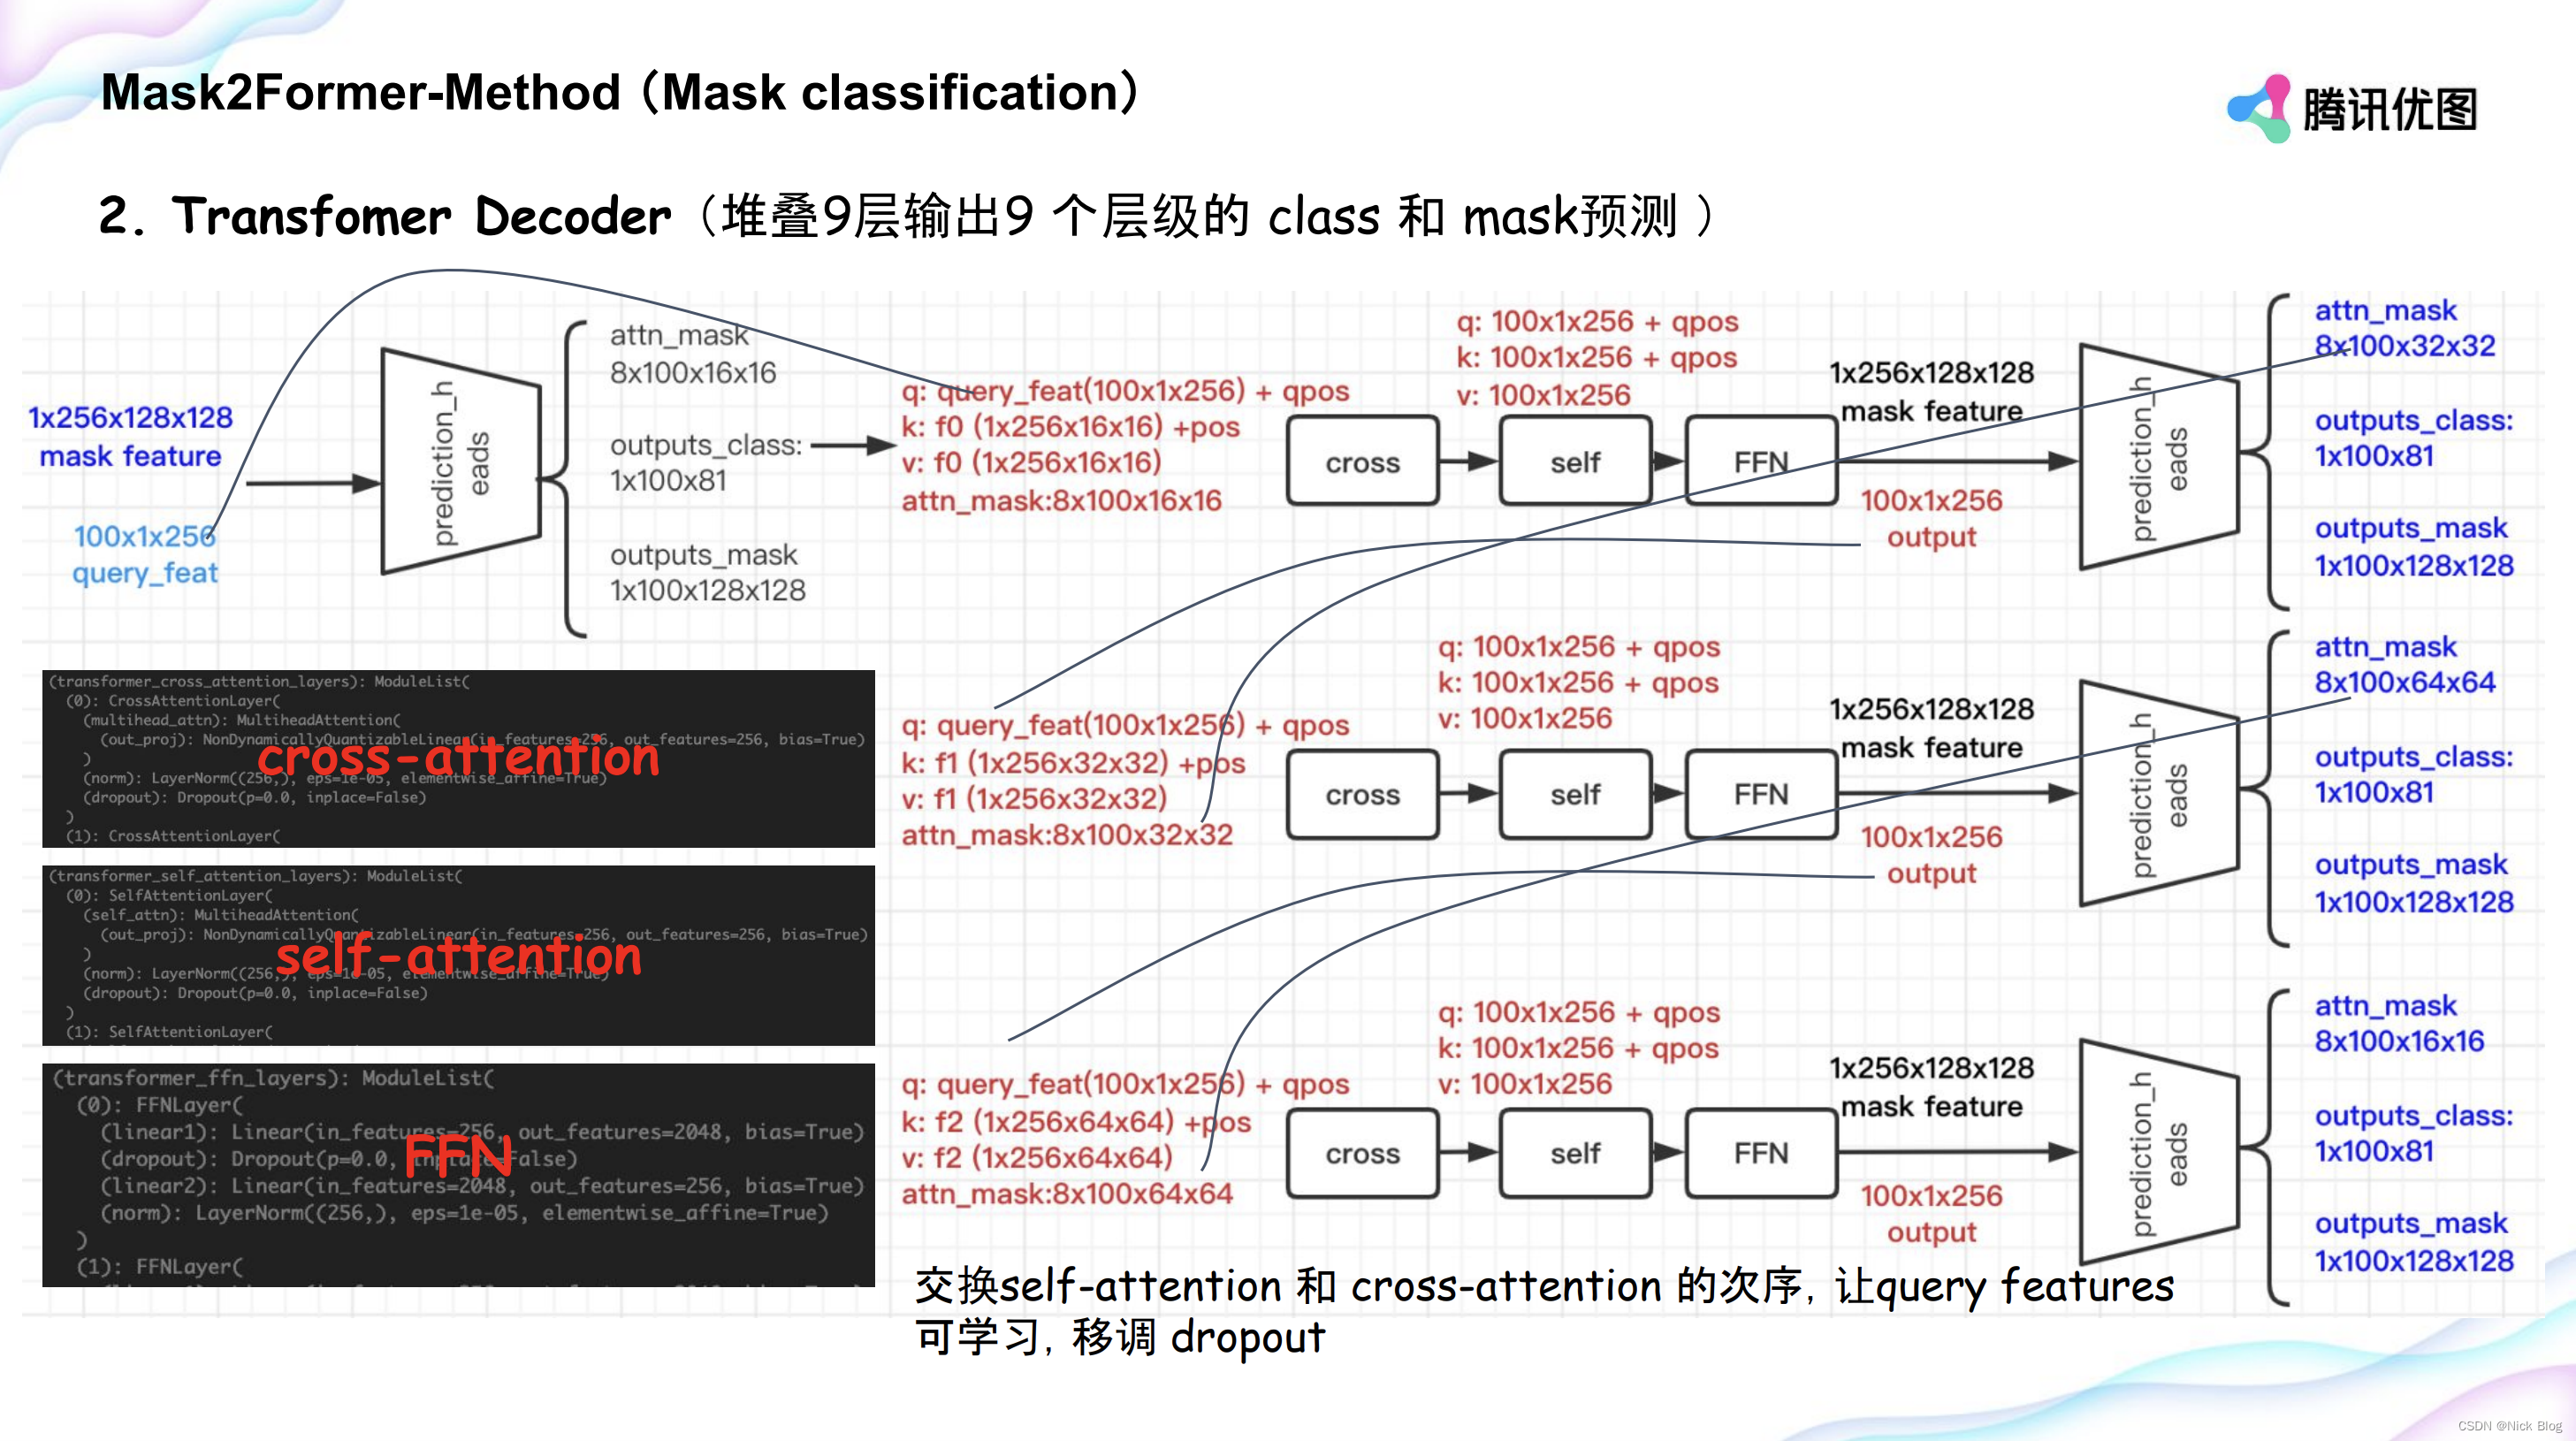 Mask2Former-Method（Mask classification）
腾讯优图
2. Transfomer Decoder（堆叠9层输出9 个层级的 class 和 mask预测 ）
1x256x128x128
mask feature
100x1x256
query_feat
prediction_h
eads
attn_mask
8x100x16x16
outputs_class:
1x100x81
outputs_mask
1x100x128x128
q: query_feat(100x1x256) + qpos
k: f0 (1x256x16x16) +pos
v: f0 (1x256x16x16)
attn_mask:8x100x16x16
cross
q: 100x1x256 + qpos
k: 100x1x256 + qpos
v: 100x1x256
self
FFN
1x256x128x128
mask feature
100x1x256
output
prediction_h
eads
attn_mask
8x100x32x32
outputs_class:
1x100x81
outputs_mask
1x100x128x128
q: query_feat(100x1x256) + qpos
k: f1 (1x256x32x32) +pos
v: f1 (1x256x32x32)
attn_mask:8x100x32x32
cross
q: 100x1x256 + qpos
k: 100x1x256 + qpos
v: 100x1x256
self
FFN
1x256x128x128
mask feature
100x1x256
output
prediction_h
eads
attn_mask
8x100x64x64
outputs_class:
1x100x81
outputs_mask
1x100x128x128
q: query_feat(100x1x256) + qpos
k: f2 (1x256x64x64) +pos
v: f2 (1x256x64x64)
attn_mask:8x100x64x64
cross
q: 100x1x256 + qpos
k: 100x1x256 + qpos
v: 100x1x256
self
FFN
1x256x128x128
mask feature
100x1x256
output
prediction_h
eads
attn_mask
8x100x16x16
outputs_class:
1x100x81
outputs_mask
1x100x128x128
(transformer_cross_attention_layers): ModuleList(
(0): CrossAttentionLayer(
(multihead_attn): MultiheadAttention(
(out_proj): NonDynamicallyQuantizableLinear(in_features=256, out_features=256, bias=True)
)
(norm): LayerNorm((256,), eps=1e-05, elementwise_affine=True)
(dropout): Dropout(p=0.0, inplace=False)
)
(1): CrossAttentionLayer(
cross-attention
(transformer_self_attention_layers): ModuleList(
(0): SelfAttentionLayer(
(self_attn): MultiheadAttention(
(out_proj): NonDynamicallyQuantizableLinear(in_features=256, out_features=256, bias=True)
)
(norm): LayerNorm((256,), eps=1e-05, elementwise_affine=True)
(dropout): Dropout(p=0.0, inplace=False)
)
(1): SelfAttentionLayer(
self-attention
(transformer_ffn_layers): ModuleList(
(0): FFNLayer(
(linear1): Linear(in_features=256, out_features=2048, bias=True)
(dropout): Dropout(p=0.0, inplace=False)
(linear2): Linear(in_features=2048, out_features=256, bias=True)
(norm): LayerNorm((256,), eps=1e-05, elementwise_affine=True)
)
(1): FFNLayer(
FFN
交换self-attention 和 cross-attention 的次序, 让query features
可学习, 移调 dropout
CSDN @Nick Blog